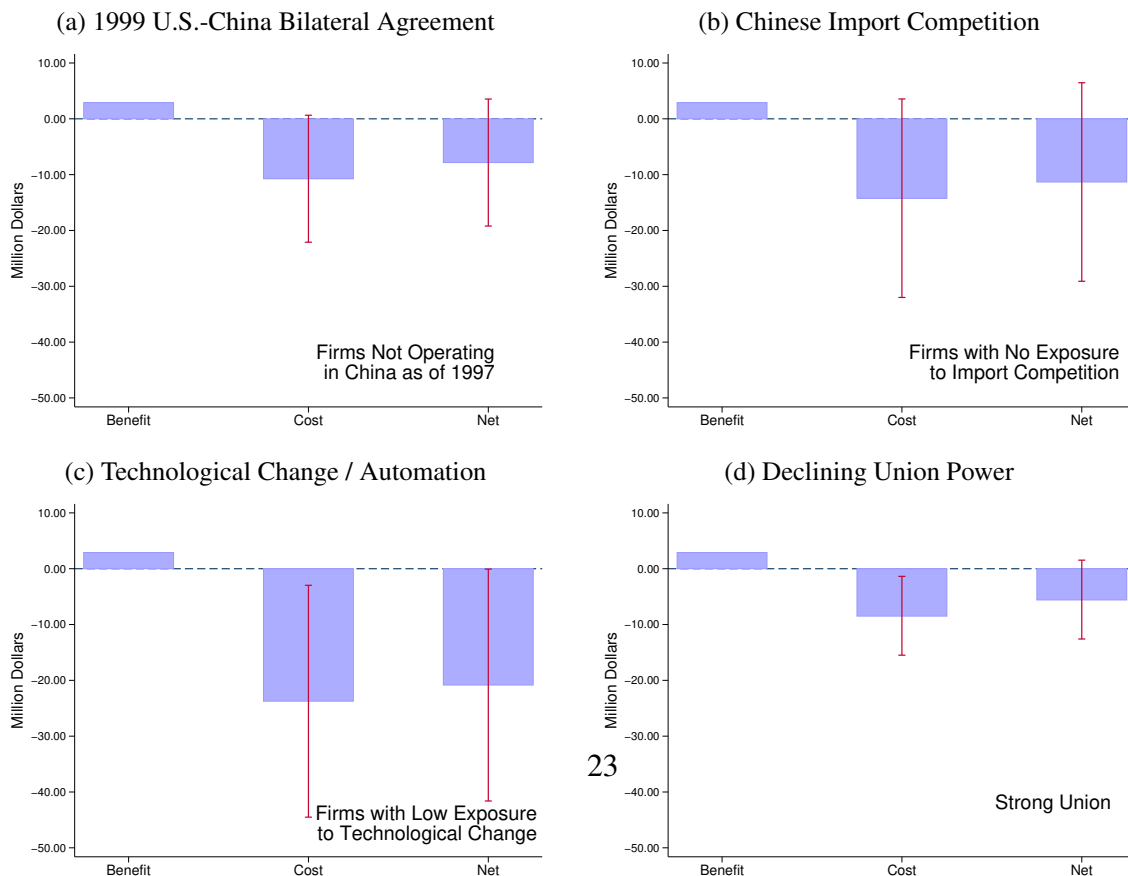 (a) 1999 U.S.-China Bilateral Agreement
10.00
0.00
−10.00
−20.00
−30.00
−40.00
−50.00
Million Dollars
Firms Not Operating
in China as of 1997
Benefit Cost Net
(b) Chinese Import Competition
10.00
0.00
−10.00
−20.00
−30.00
−40.00
−50.00
Million Dollars
Firms with No Exposure
to Import Competition
Benefit Cost Net
(c) Technological Change / Automation
10.00
0.00
−10.00
−20.00
−30.00
−40.00
−50.00
Million Dollars
Firms with Low Exposure
to Technological Change
Benefit Cost Net
(d) Declining Union Power
10.00
0.00
−10.00
−20.00
−30.00
−40.00
−50.00
Million Dollars
Strong Union
Benefit Cost Net
23